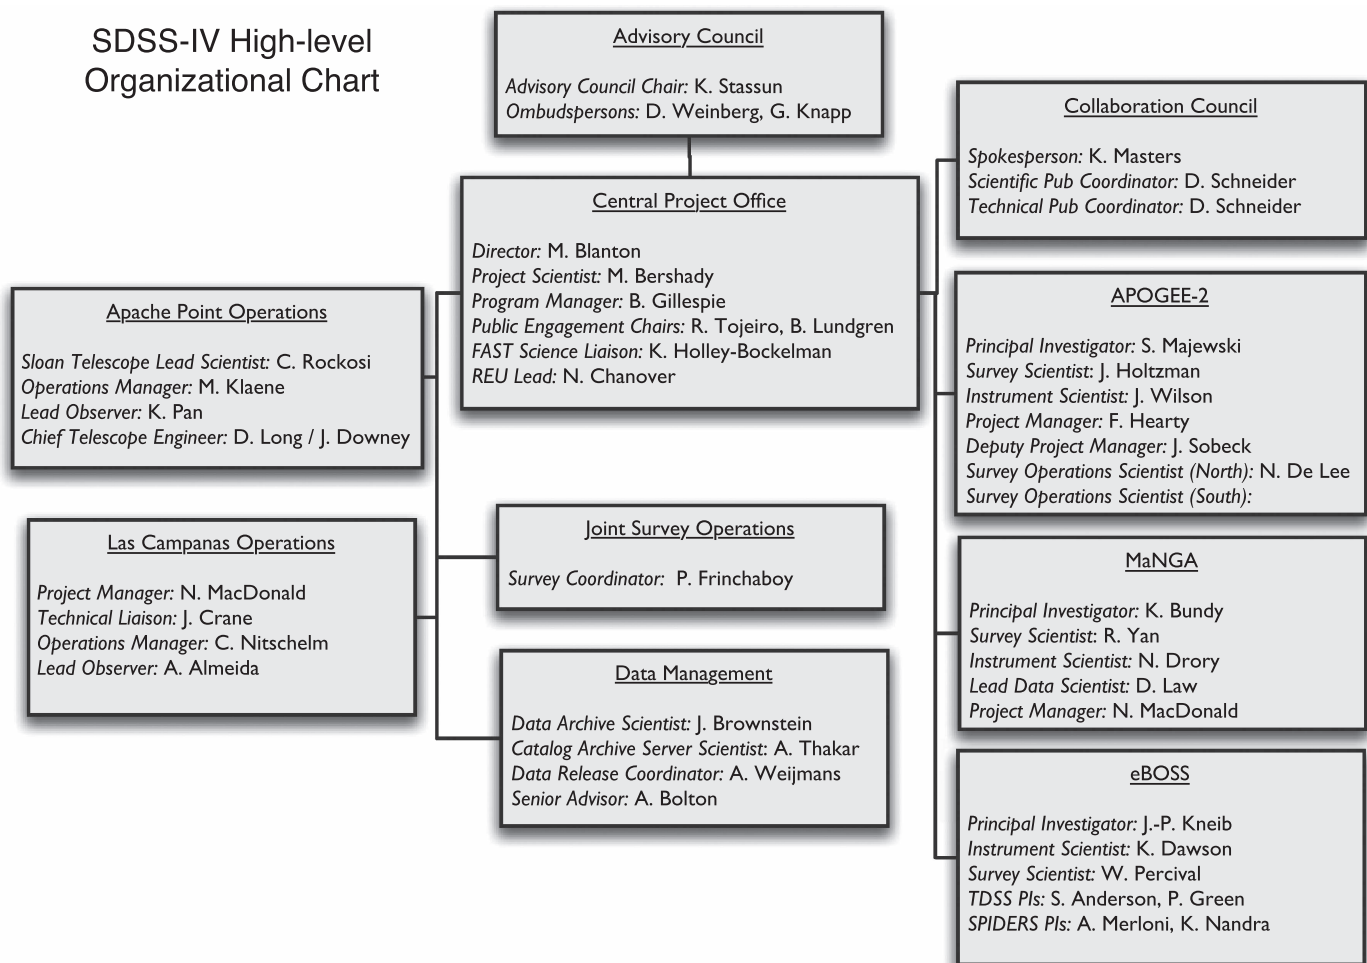 SDSS-IV High-level
Organizational Chart
Advisory Council
Advisory Council Chair: K. Stassun
Ombudspersons: D. Weinberg, G. Knapp
Collaboration Council
Spokesperson: K. Masters
Scientific Pub Coordinator: D. Schneider
Technical Pub Coordinator: D. Schneider
Central Project Office
Director: M. Blanton
Project Scientist: M. Bershady
Program Manager: B. Gillespie
Public Engagement Chairs: R. Tojeiro, B. Lundgren
FAST Science Liaison: K. Holley-Bockelman
REU Lead: N. Chanover
Apache Point Operations
Sloan Telescope Lead Scientist: C. Rockosi
Operations Manager: M. Klaene
Lead Observer: K. Pan
Chief Telescope Engineer: D. Long / J. Downey
APOGEE-2
Principal Investigator: S. Majewski
Survey Scientist: J. Holtzman
Instrument Scientist: J. Wilson
Project Manager: F. Hearty
Deputy Project Manager: J. Sobeck
Survey Operations Scientist (North): N. De Lee
Survey Operations Scientist (South):
Las Campanas Operations
Project Manager: N. MacDonald
Technical Liaison: J. Crane
Operations Manager: C. Nitschelm
Lead Observer: A. Almeida
Joint Survey Operations
Survey Coordinator: P. Frinchaboy
MaNGA
Principal Investigator: K. Bundy
Survey Scientist: R. Yan
Instrument Scientist: N. Drory
Lead Data Scientist: D. Law
Project Manager: N. MacDonald
Data Management
Data Archive Scientist: J. Brownstein
Catalog Archive Server Scientist: A. Thakar
Data Release Coordinator: A. Weijmans
Senior Advisor: A. Bolton
eBOSS
Principal Investigator: J.-P. Kneib
Instrument Scientist: K. Dawson
Survey Scientist: W. Percival
TDSS PIs: S. Anderson, P. Green
SPIDERS PIs: A. Merloni, K. Nandra